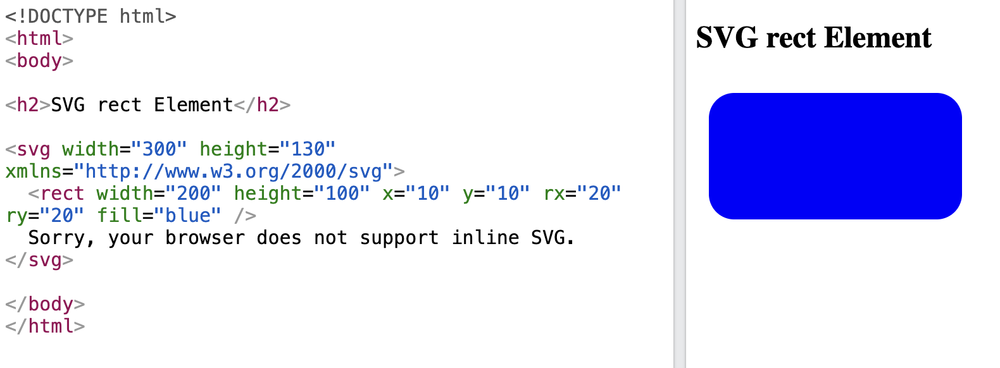 <!DOCTYPE html>
<html>
<body>
<h2>SVG rect Element</h2>
<svg width="300" height="130"
xmlns="http://www.w3.org/2000/svg">
  <rect width="200" height="100" x="10" y="10" rx="20"
ry="20" fill="blue" />
  Sorry, your browser does not support inline SVG.
</svg>
</body>
</html>
SVG rect Element